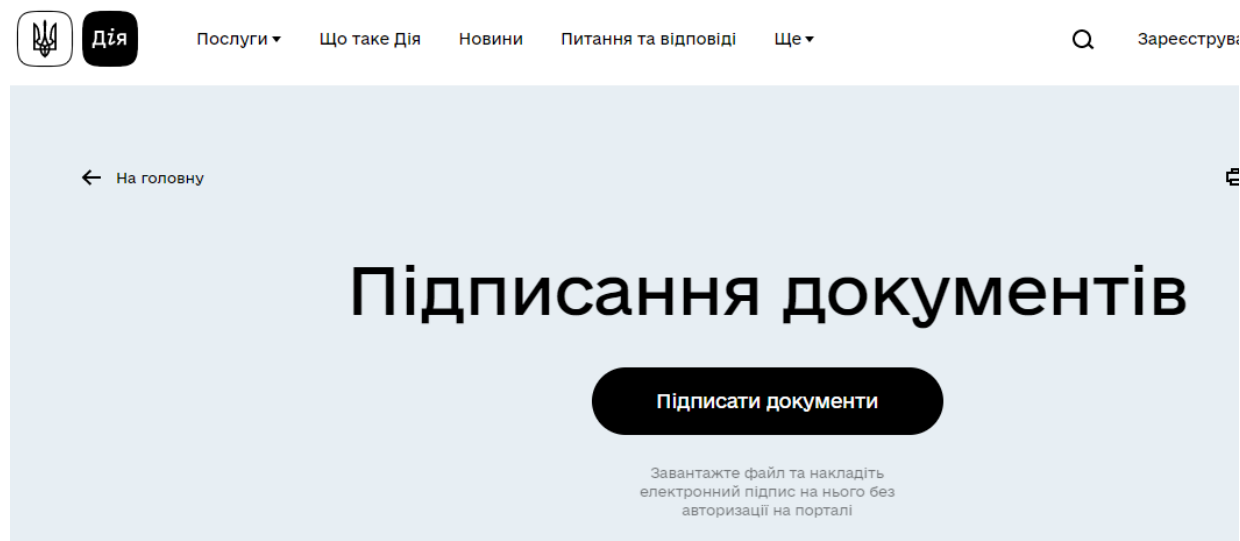 Дія
Послуги
Що таке Дія
Новини
Питання та відповіді
Ще
На головну
Підписання документів
Підписати документи
Завантажте файл та накладіть
електронний підпис на нього без
авторизації на порталі